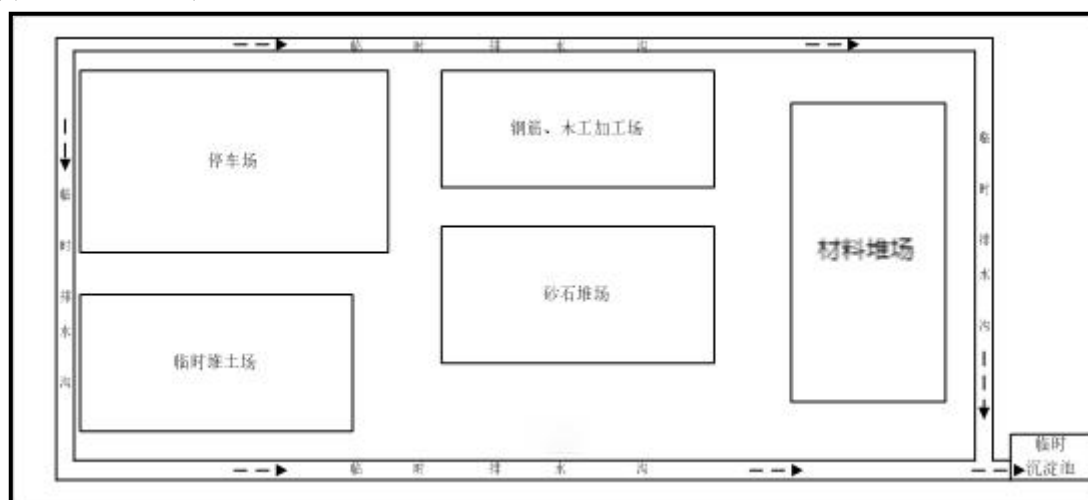 临时排水沟
停车场
钢筋、木工加工场
材料堆场
临时排水沟
临时排水沟
砂石堆场
临时堆土场
临时排水沟
临时
沉淀池